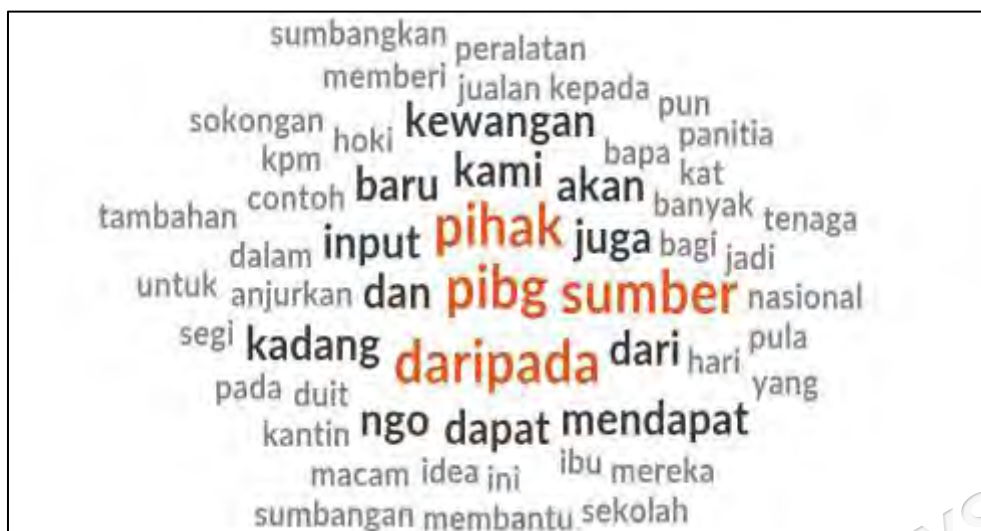 sumbangkan peralatan
memberi jualan kepada pun
sokongan hoki kewangan bapa panitia
kpm contoh baru kami akan kat
tambahan banyak tenaga
dalam input pihak juga bagi jadi
untuk anjurkan dan pibg sumber nasional
segi kadang daripada dari hari pula
pada duit yang
kantin ngo dapat mendapat
macam idea ini ibu mereka
sumbangan membantu sekolah